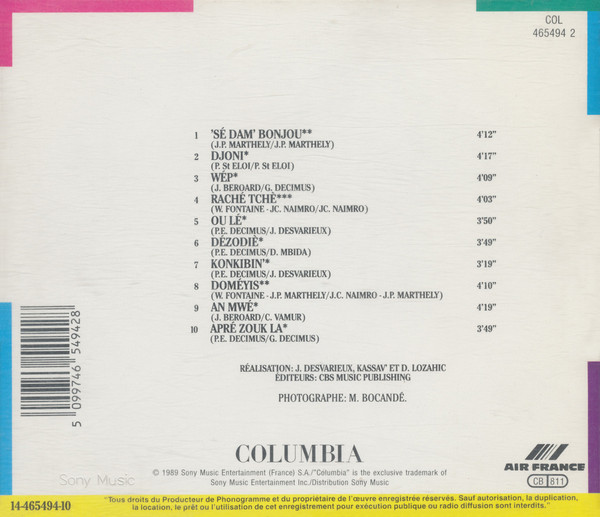 COL
465494 2
1 'SÉ DAM' BONJOU** 4'12"
(J.P. MARTHELY/J.P. MARTHELY)
2 DJONI* 4'17"
(P. St ELOI/P. St ELOI)
3 WÉP* 4'09"
(J. BEROARD/G. DECIMUS)
4 RACHÉ TCHÈ*** 4'03"
(W. FONTAINE - JC. NAIMRO/JC. NAIMRO)
5 OU LÉ* 3'50"
(P.E. DECIMUS/J. DESVARIEUX)
6 DÉZODIÈ* 3'49"
(P.E. DECIMUS/D. MBIDA)
7 KONKIBIN'* 3'19"
(P.E. DECIMUS/J. DESVARIEUX)
8 DOMÉYIS** 4'10"
(W. FONTAINE - J.P. MARTHELY/J.C. NAIMRO - J.P. MARTHELY)
9 AN MWÉ* 4'19"
(J. BEROARD/C. VAMUR)
10 APRÉ ZOUK LA* 3'49"
(P.E. DECIMUS/G. DECIMUS)
RÉALISATION: J. DESVARIEUX, KASSAV' ET D. LOZAHIC
ÉDITEURS: CBS MUSIC PUBLISHING
PHOTOGRAPHE: M. BOCANDÉ.
5 099746 549428
COLUMBIA
© 1989 Sony Music Entertainment (France) S.A./"Columbia" is the exclusive trademark of
Sony Music Entertainment Inc./Distribution Sony Music
Sony Music
AIR FRANCE
CB 811
14-465494-10
"Tous droits du Producteur de Phonogramme et du propriétaire de l'œuvre enregistrée réservés. Sauf autorisation, la duplication,
la location, le prêt ou l'utilisation de cet enregistrement pour exécution publique ou radio diffusion sont interdits."